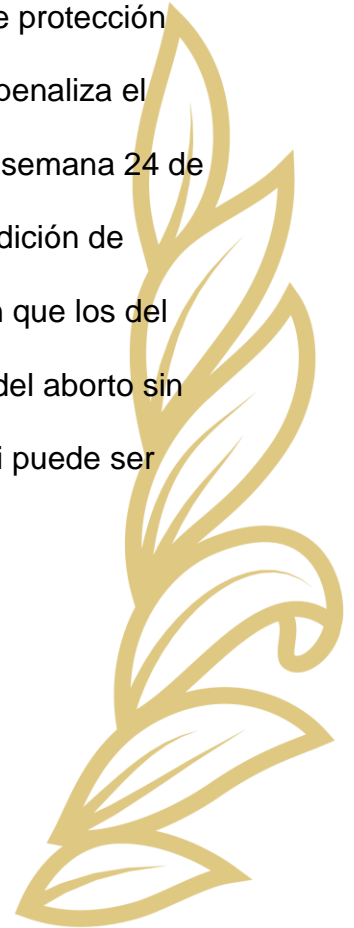 e protección
penaliza el
semana 24 de
dición de
que los del
del aborto sin
i puede ser